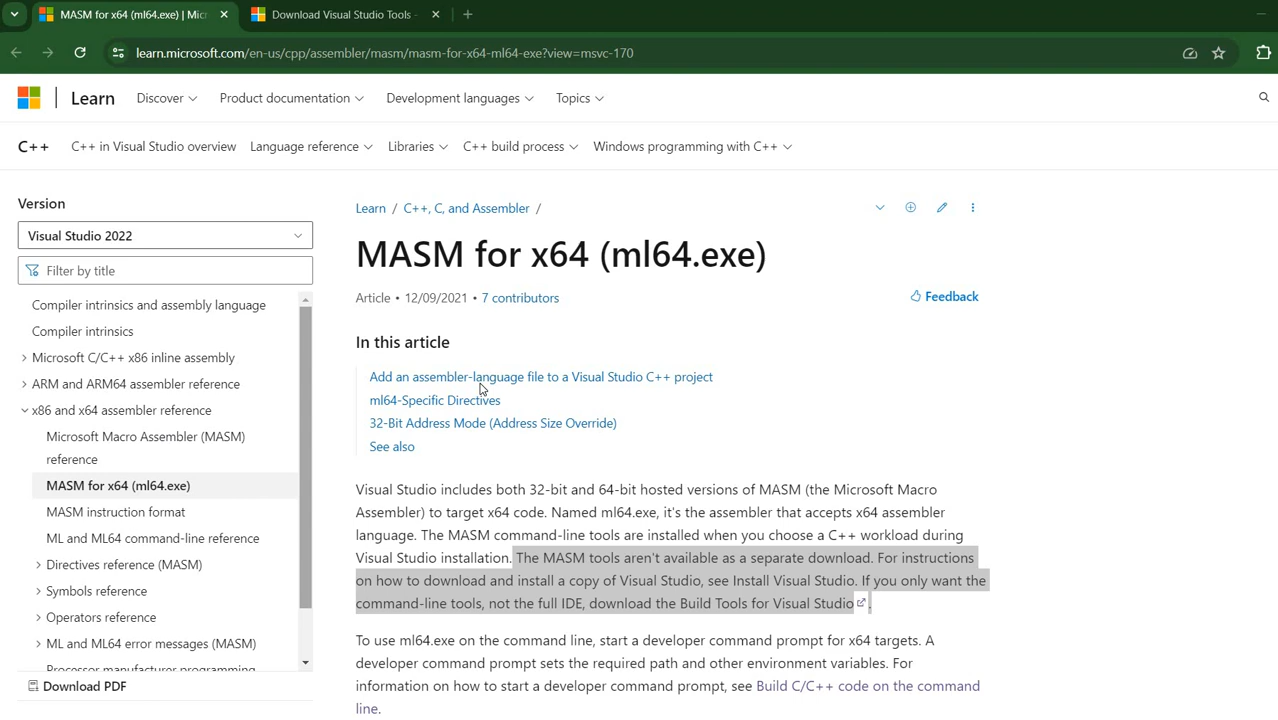 MASM for x64 (ml64.exe) | Micr
Download Visual Studio Tools -
learn.microsoft.com/en-us/cpp/assembler/masm/masm-for-x64-ml64-exe?view=msvc-170
Learn Discover Product documentation Development languages Topics
C++ C++ in Visual Studio overview Language reference Libraries C++ build process Windows programming with C++
Version
Visual Studio 2022
Filter by title
Compiler intrinsics and assembly language
Compiler intrinsics
Microsoft C/C++ x86 inline assembly
ARM and ARM64 assembler reference
x86 and x64 assembler reference
Microsoft Macro Assembler (MASM)
reference
MASM for x64 (ml64.exe)
MASM instruction format
ML and ML64 command-line reference
Directives reference (MASM)
Symbols reference
Operators reference
ML and ML64 error messages (MASM)
Processor manufacturer programming
Download PDF
Learn / C++, C, and Assembler /
MASM for x64 (ml64.exe)
Article • 12/09/2021 • 7 contributors
Feedback
In this article
Add an assembler-language file to a Visual Studio C++ project
ml64-Specific Directives
32-Bit Address Mode (Address Size Override)
See also
Visual Studio includes both 32-bit and 64-bit hosted versions of MASM (the Microsoft Macro
Assembler) to target x64 code. Named ml64.exe, it's the assembler that accepts x64 assembler
language. The MASM command-line tools are installed when you choose a C++ workload during
Visual Studio installation. The MASM tools aren't available as a separate download. For instructions
on how to download and install a copy of Visual Studio, see Install Visual Studio. If you only want the
command-line tools, not the full IDE, download the Build Tools for Visual Studio .
To use ml64.exe on the command line, start a developer command prompt for x64 targets. A
developer command prompt sets the required path and other environment variables. For
information on how to start a developer command prompt, see Build C/C++ code on the command
line.